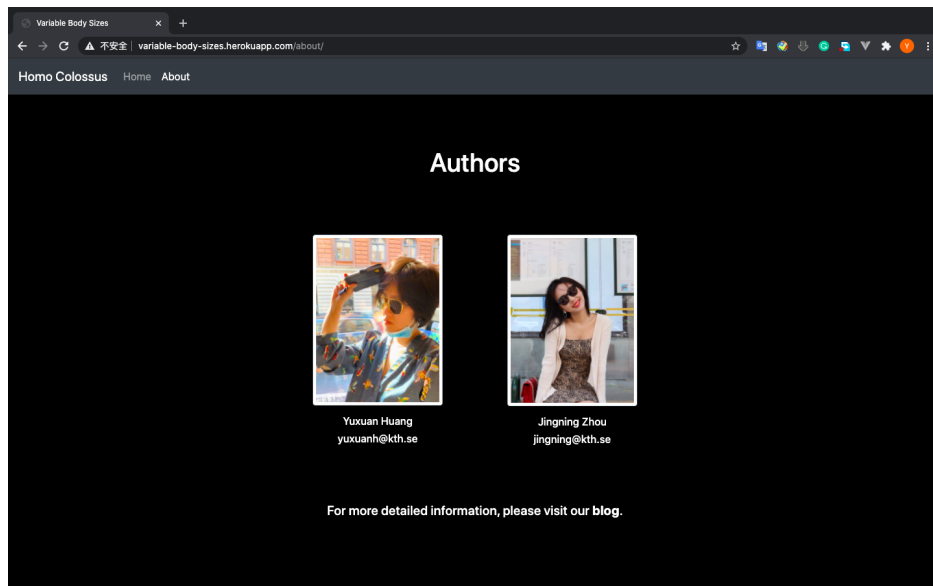 Variable Body Sizes
不安全 variable-body-sizes.herokuapp.com/about/
Y
Homo Colossus Home About
Authors
Yuxuan Huang
yuxuanh@kth.se
Jingning Zhou
jingning@kth.se
For more detailed information, please visit our blog.